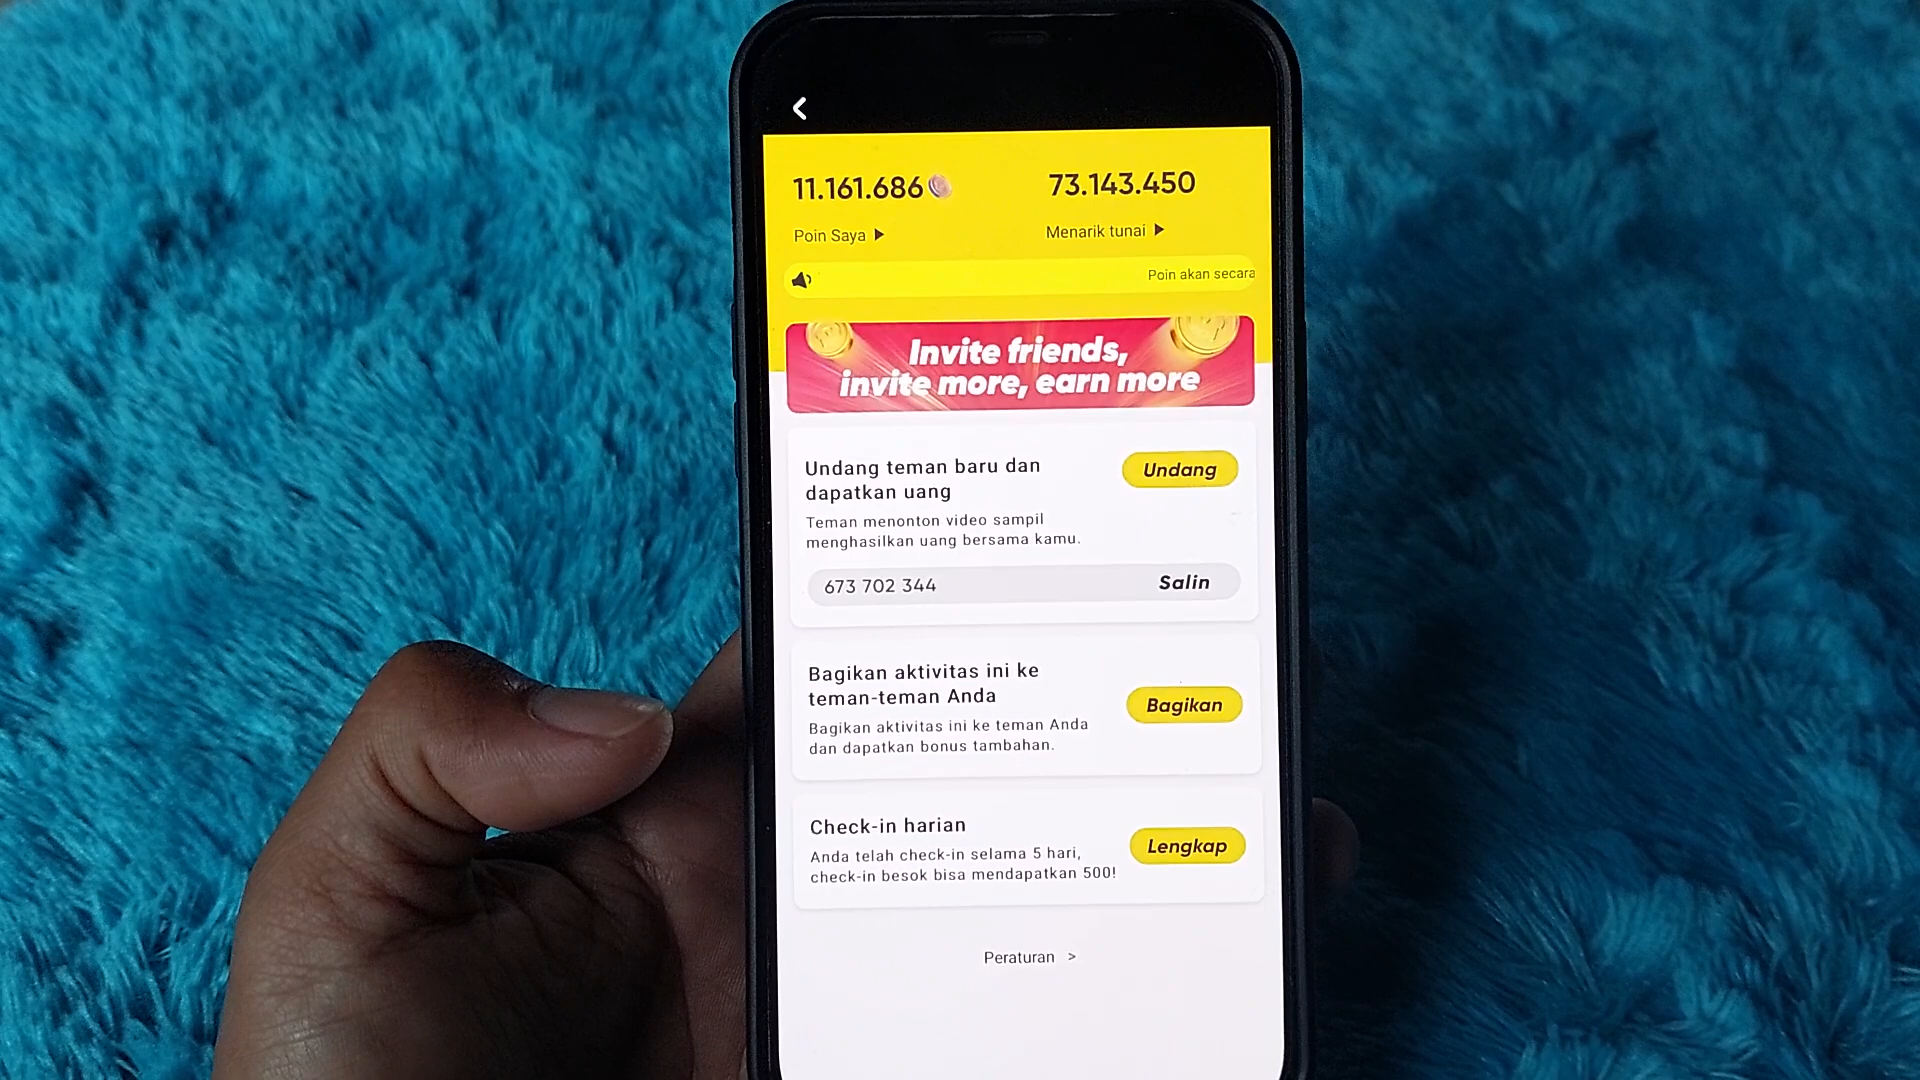 11.161.686
73.143.450
Poin Saya
Menarik tunai
Poin akan secara
Invite friends,
invite more, earn more
Undang teman baru dan
dapatkan uang
Undang
Teman menonton video sampil
menghasilkan uang bersama kamu.
673 702 344
Salin
Bagikan aktivitas ini ke
teman-teman Anda
Bagikan
Bagikan aktivitas ini ke teman Anda
dan dapatkan bonus tambahan.
Check-in harian
Lengkap
Anda telah check-in selama 5 hari,
check-in besok bisa mendapatkan 500!
Peraturan >